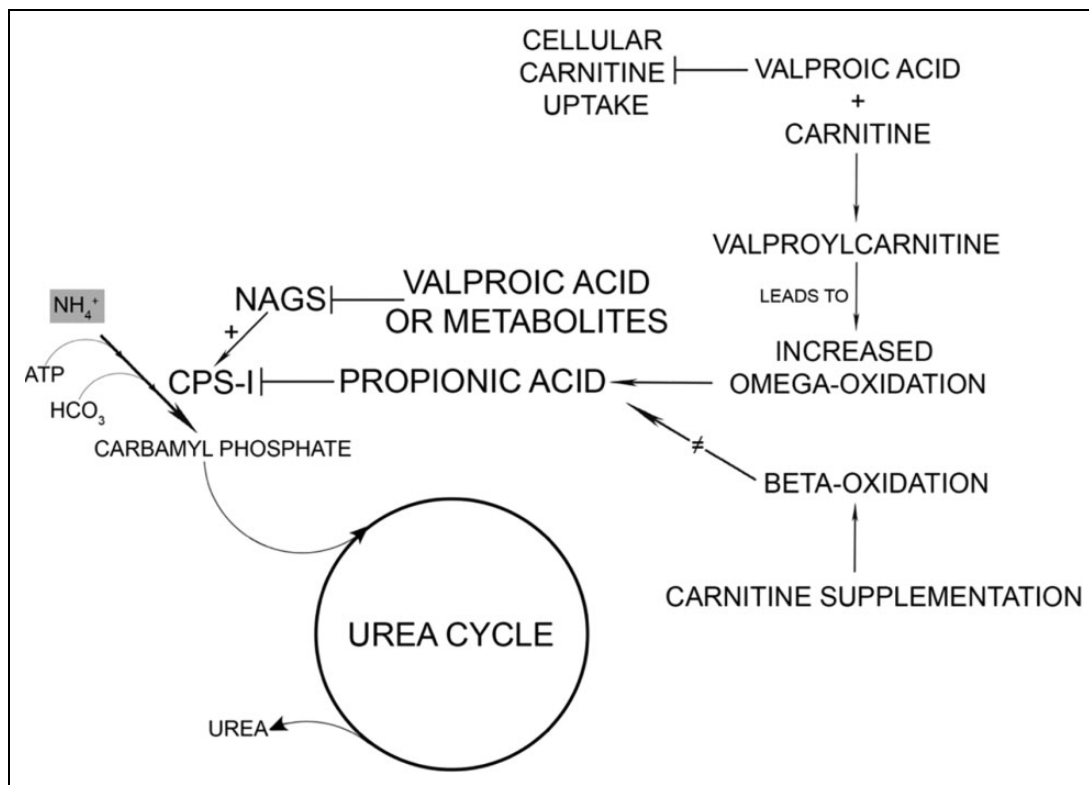 CELLULAR
CARNITINE
UPTAKE
VALPROIC ACID
+
CARNITINE
VALPROYLCARNITINE
LEADS TO
INCREASED
OMEGA-OXIDATION
NH₄⁺
NAGS
VALPROIC ACID
OR METABOLITES
+
ATP
CPS-I
PROPIONIC ACID
HCO₃
CARBAMYL PHOSPHATE
≠
BETA-OXIDATION
CARNITINE SUPPLEMENTATION
UREA CYCLE
UREA